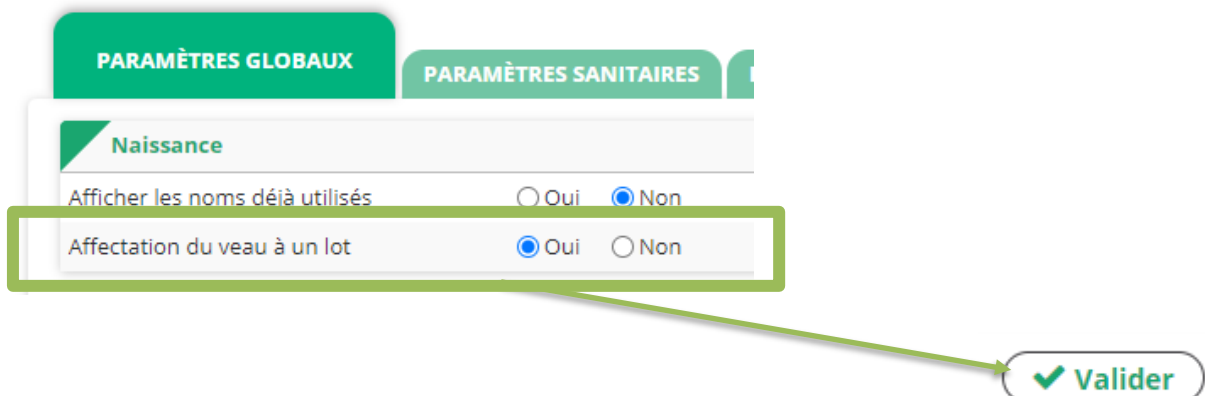 PARAMÈTRES GLOBAUX
PARAMÈTRES SANITAIRES
Naissance
Afficher les noms déjà utilisés Oui Non
Affectation du veau à un lot Oui Non
Valider